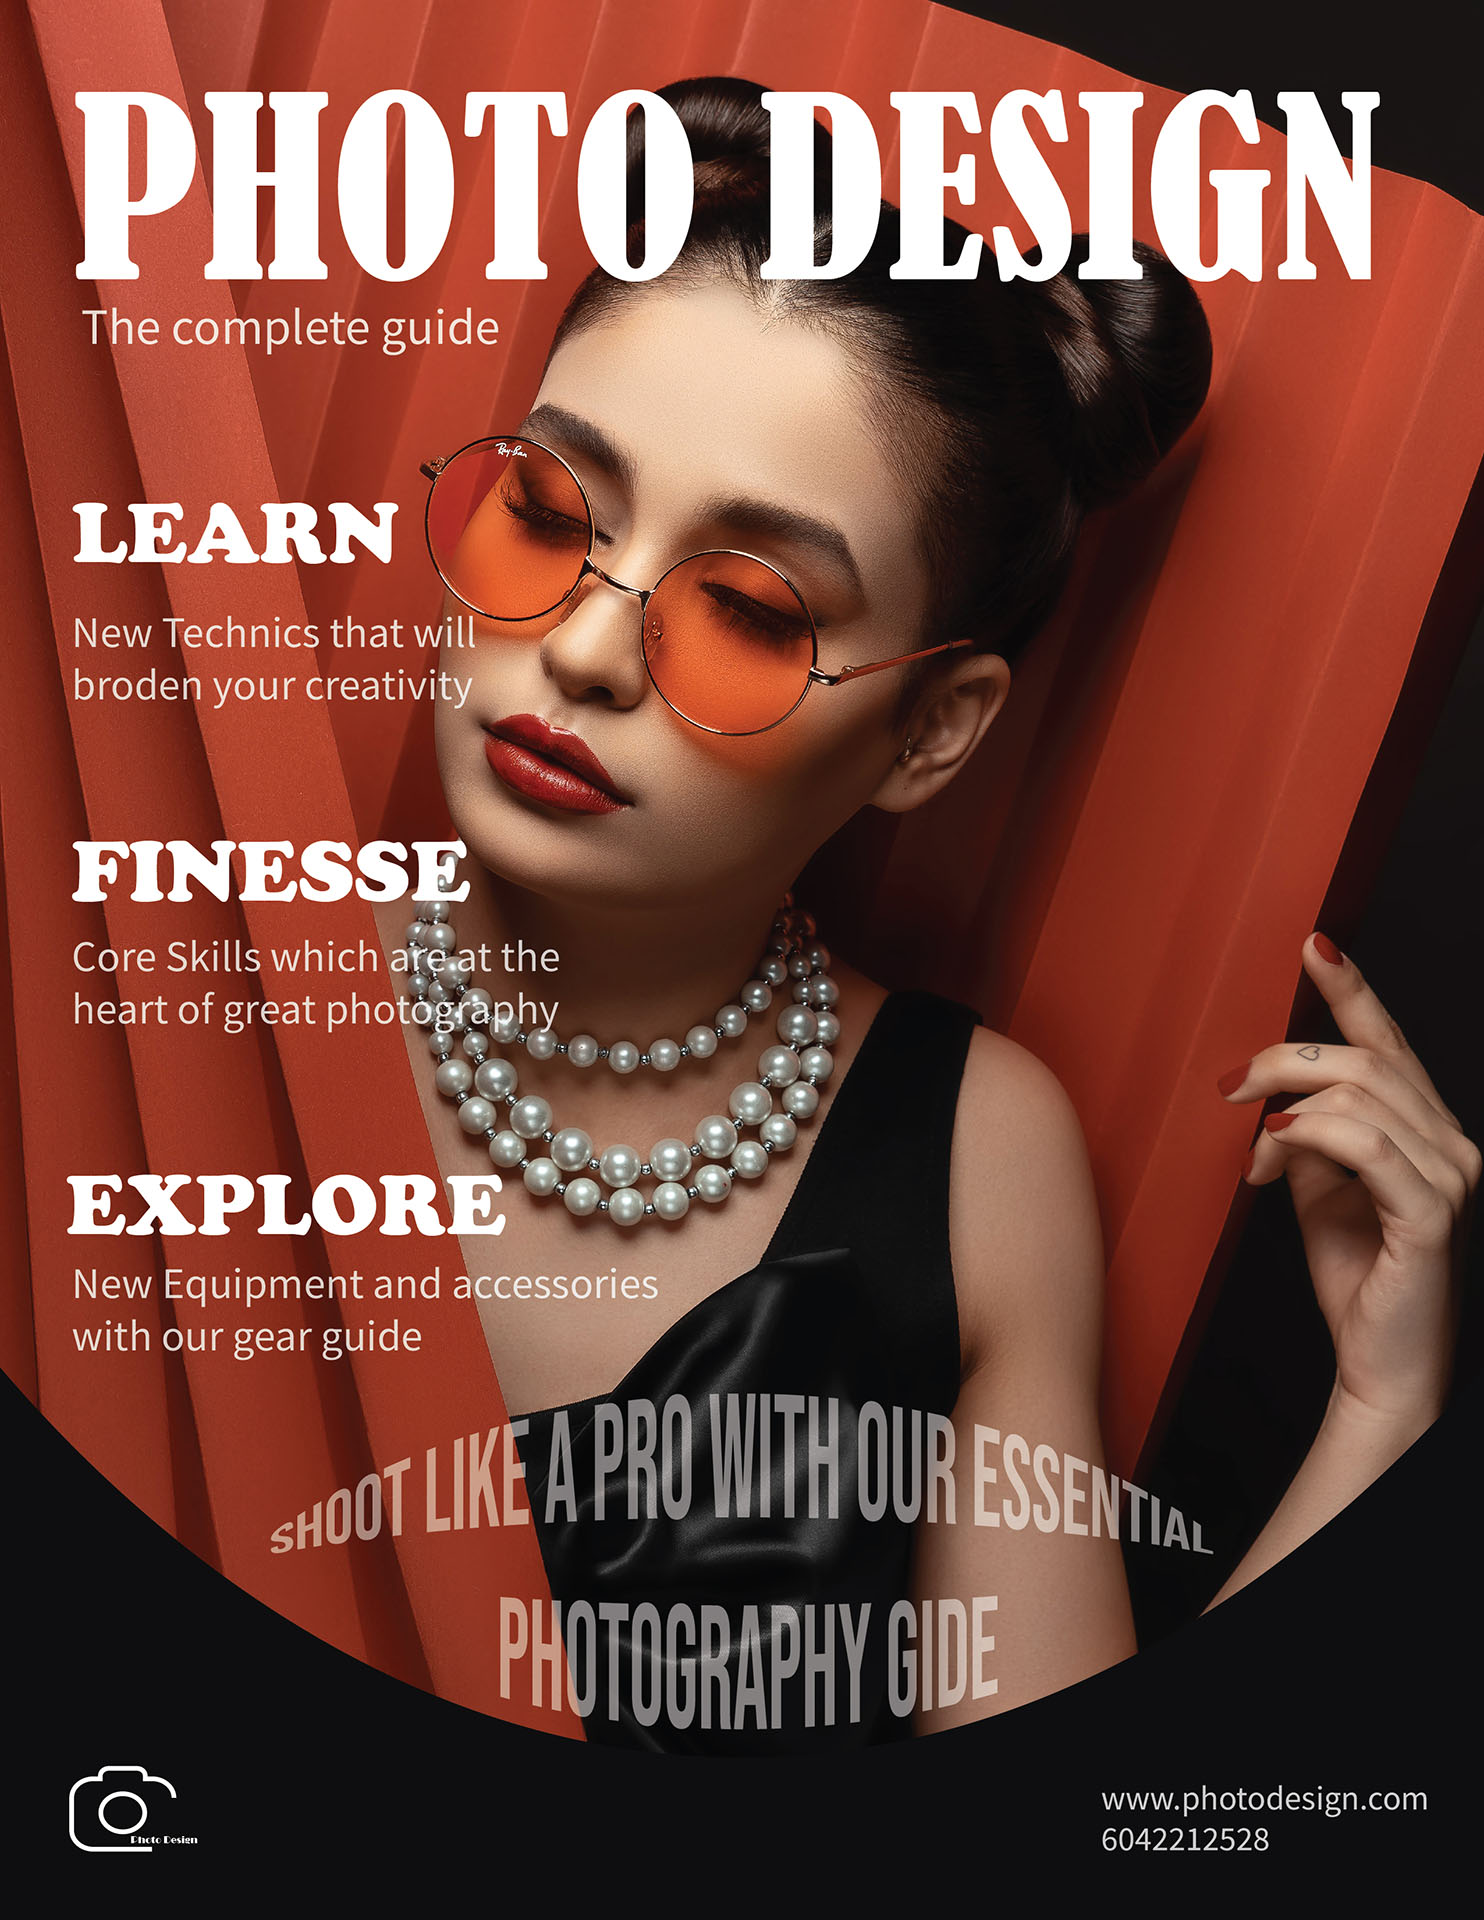 PHOTO DESIGN
The complete guide
Ray-Ban
LEARN
New Technics that will
broden your creativity
FINESSE
Core Skills which are at the
heart of great photography
EXPLORE
New Equipment and accessories
with our gear guide
SHOOT LIKE A PRO WITH OUR ESSENTIAL
PHOTOGRAPHY GIDE
Photo Design
www.photodesign.com
6042212528